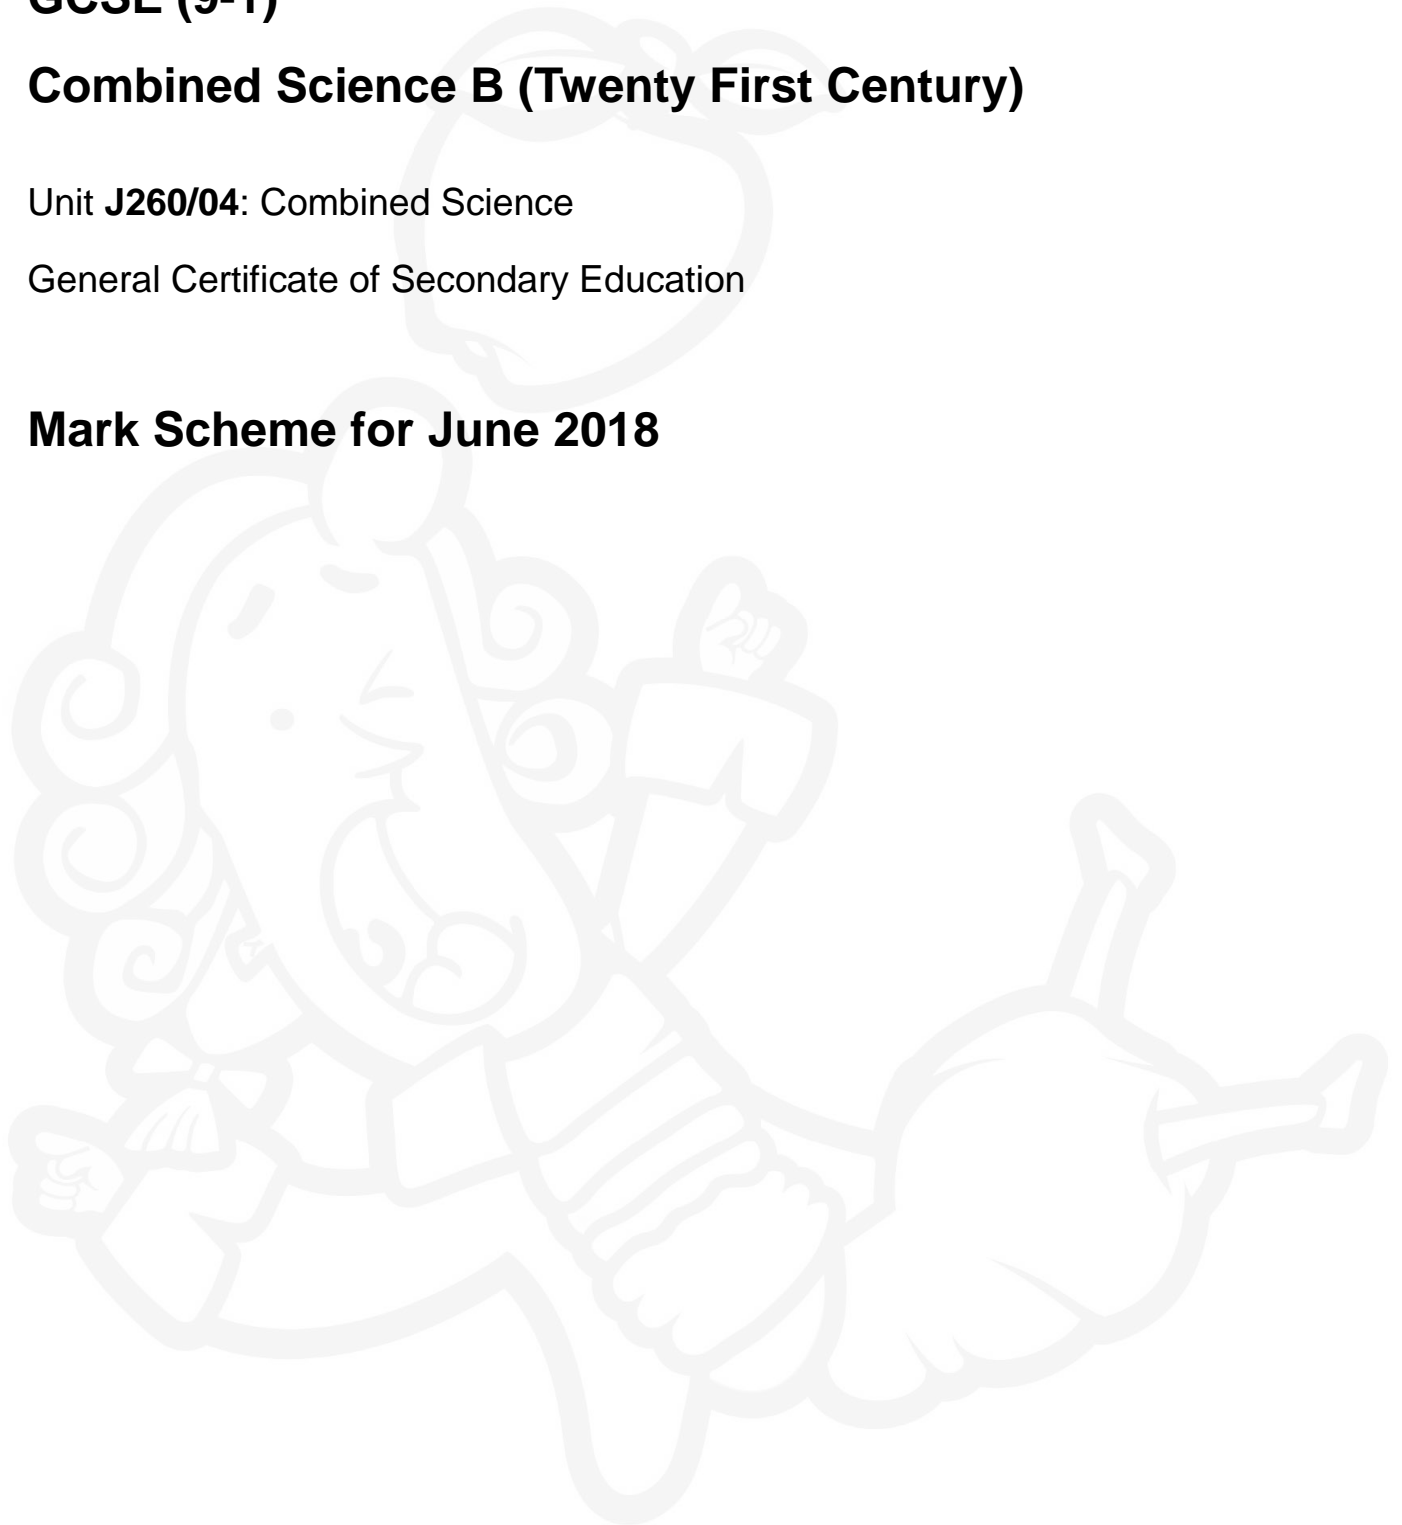 GCSE (9-1)
Combined Science B (Twenty First Century)
Unit J260/04: Combined Science
General Certificate of Secondary Education
Mark Scheme for June 2018